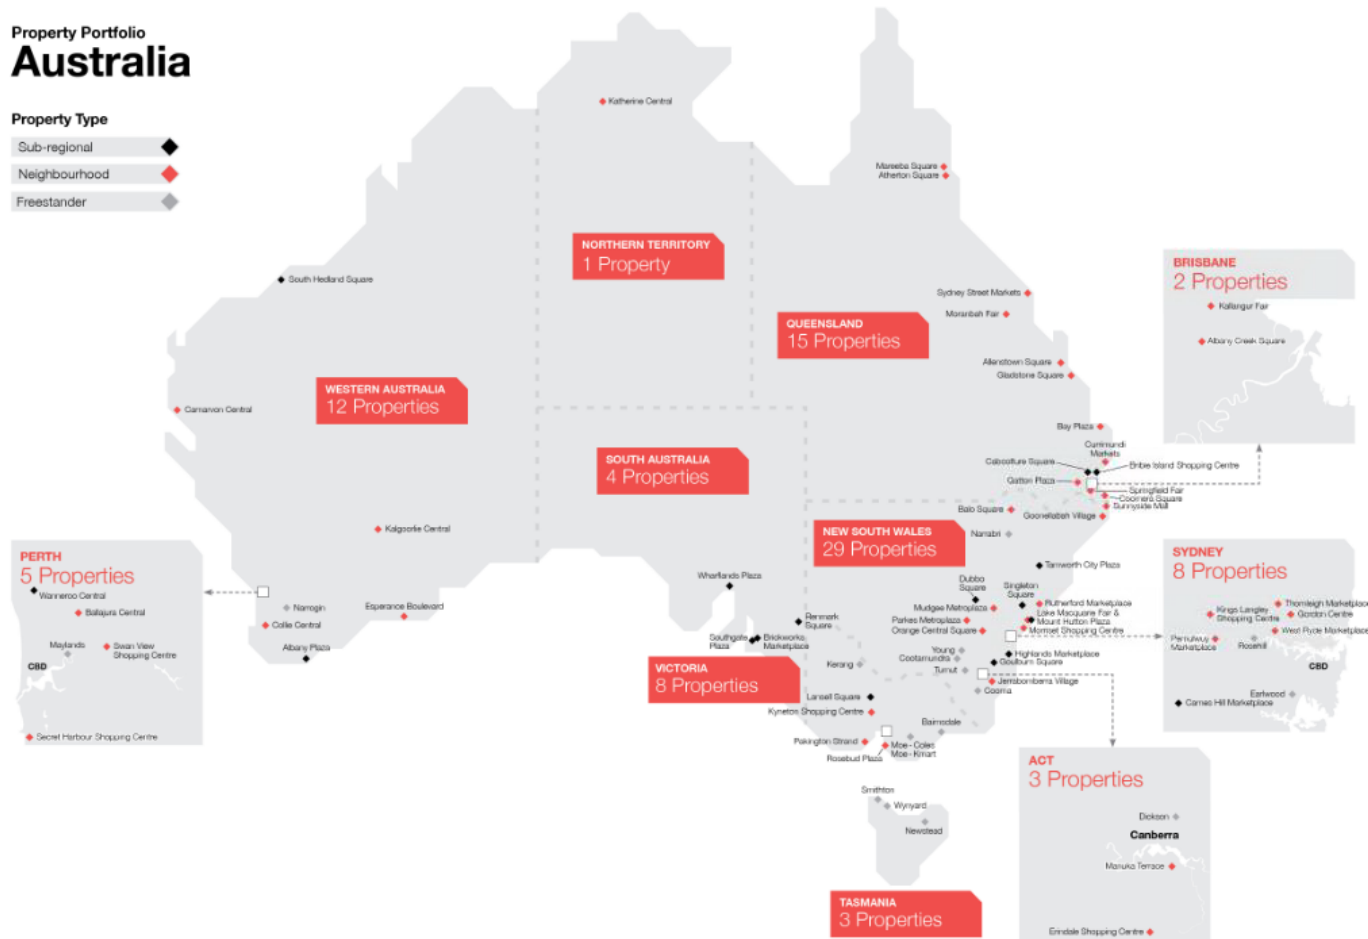 Property Portfolio
Australia
Property Type
Sub-regional
Neighbourhood
Freestander
Katherine Central
Mareeba Square
Atherton Square
NORTHERN TERRITORY
1 Property
South Hedland Square
Sydney Street Markets
Moranbah Fair
QUEENSLAND
15 Properties
Allenstown Square
Gladstone Square
BRISBANE
2 Properties
Kallangur Fair
Albany Creek Square
WESTERN AUSTRALIA
12 Properties
Carnarvon Central
Bay Plaza
Cummundi
Markets
Caboolture Square
Bribie Island Shopping Centre
SOUTH AUSTRALIA
4 Properties
Gatton Plaza
Springfield Fair
Coomera Square
Sunnyside Mall
Balo Square
Goonellabah Village
Kalgoorlie Central
NEW SOUTH WALES
29 Properties
Narrabri
PERTH
5 Properties
Wanneroo Central
Ballajura Central
Maylands
Swan View
Shopping Centre
CBD
Secret Harbour Shopping Centre
Narrogin
Collie Central
Esperance Boulevard
Albany Plaza
Wharflands Plaza
Tamworth City Plaza
Dubbo
Square
Singleton
Square
Mudgee Metroplaza
Rutherford Marketplace
Parkes Metroplaza
Lake Macquarie Fair &
Mount Hutton Plaza
Orange Central Square
Morisset Shopping Centre
Renmark
Square
Southgate
Plaza
Brickworks
Marketplace
Young
Cootamundra
Tumut
Highlands Marketplace
Goulburn Square
Kerang
Jerrabomberra Village
Cooma
VICTORIA
8 Properties
Lansell Square
Kyneton Shopping Centre
Bairnsdale
Pakington Strand
Moe - Coles
Moe - Kmart
Rosebud Plaza
SYDNEY
8 Properties
Thornleigh Marketplace
Kings Langley
Shopping Centre
Gordon Centre
West Ryde Marketplace
Pemulwuy
Marketplace
Rosehill
CBD
Earlwood
Carnes Hill Marketplace
Smithton
Wynyard
Newstead
TASMANIA
3 Properties
ACT
3 Properties
Dickson
Canberra
Manuka Terrace
Erindale Shopping Centre